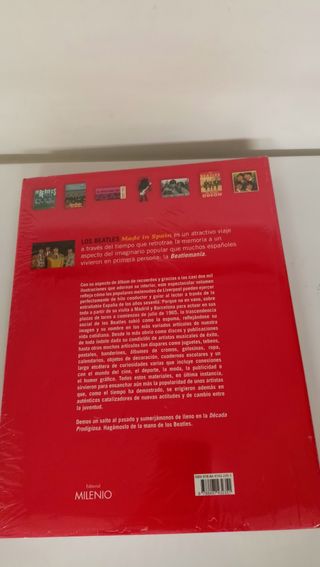 LOS BEATLES Made in Spain es un atractivo viaje
a través del tiempo que retrotrae la memoria a un
aspecto del imaginario popular que muchos españoles
vivieron en primera persona: la Beatlemanía.
Con su aspecto de álbum de recuerdos y gracias a las casi dos mil
ilustraciones que adornan su interior, este espectacular volumen
refleja cómo los populares melenudos de Liverpool pueden ejercer
perfectamente de hilo conductor y guiar al lector a través de la
entrañable España de los años sesenta. Porque no en vano, sobre
todo a partir de su visita a Madrid y Barcelona para actuar en sus
plazas de toros a comienzos de julio de 1965, la trascendencia
social de los Beatles subió como la espuma, reflejándose su
imagen y su nombre en los más variados artículos de nuestra
vida cotidiana. Desde lo más obvio como discos y publicaciones
de toda índole dada su condición de artistas musicales de éxito,
hasta otros muchos artículos tan dispares como juguetes, tebeos,
postales, banderines, álbumes de cromos, golosinas, ropa,
calendarios, objetos de decoración, cuadernos escolares y un
largo etcétera de curiosidades varias que incluye conexiones
con el mundo del cine, el deporte, la moda, la publicidad o
el humor gráfico. Todos estos materiales, en última instancia,
sirvieron para ensanchar aún más la popularidad de unos artistas
que, como el tiempo ha demostrado, se erigieron además en
auténticos catalizadores de nuevas actitudes y de cambio entre
la juventud.
Demos un salto al pasado y sumerjámonos de lleno en la Década
Prodigiosa. Hagámoslo de la mano de los Beatles.
Editorial
MILENIO